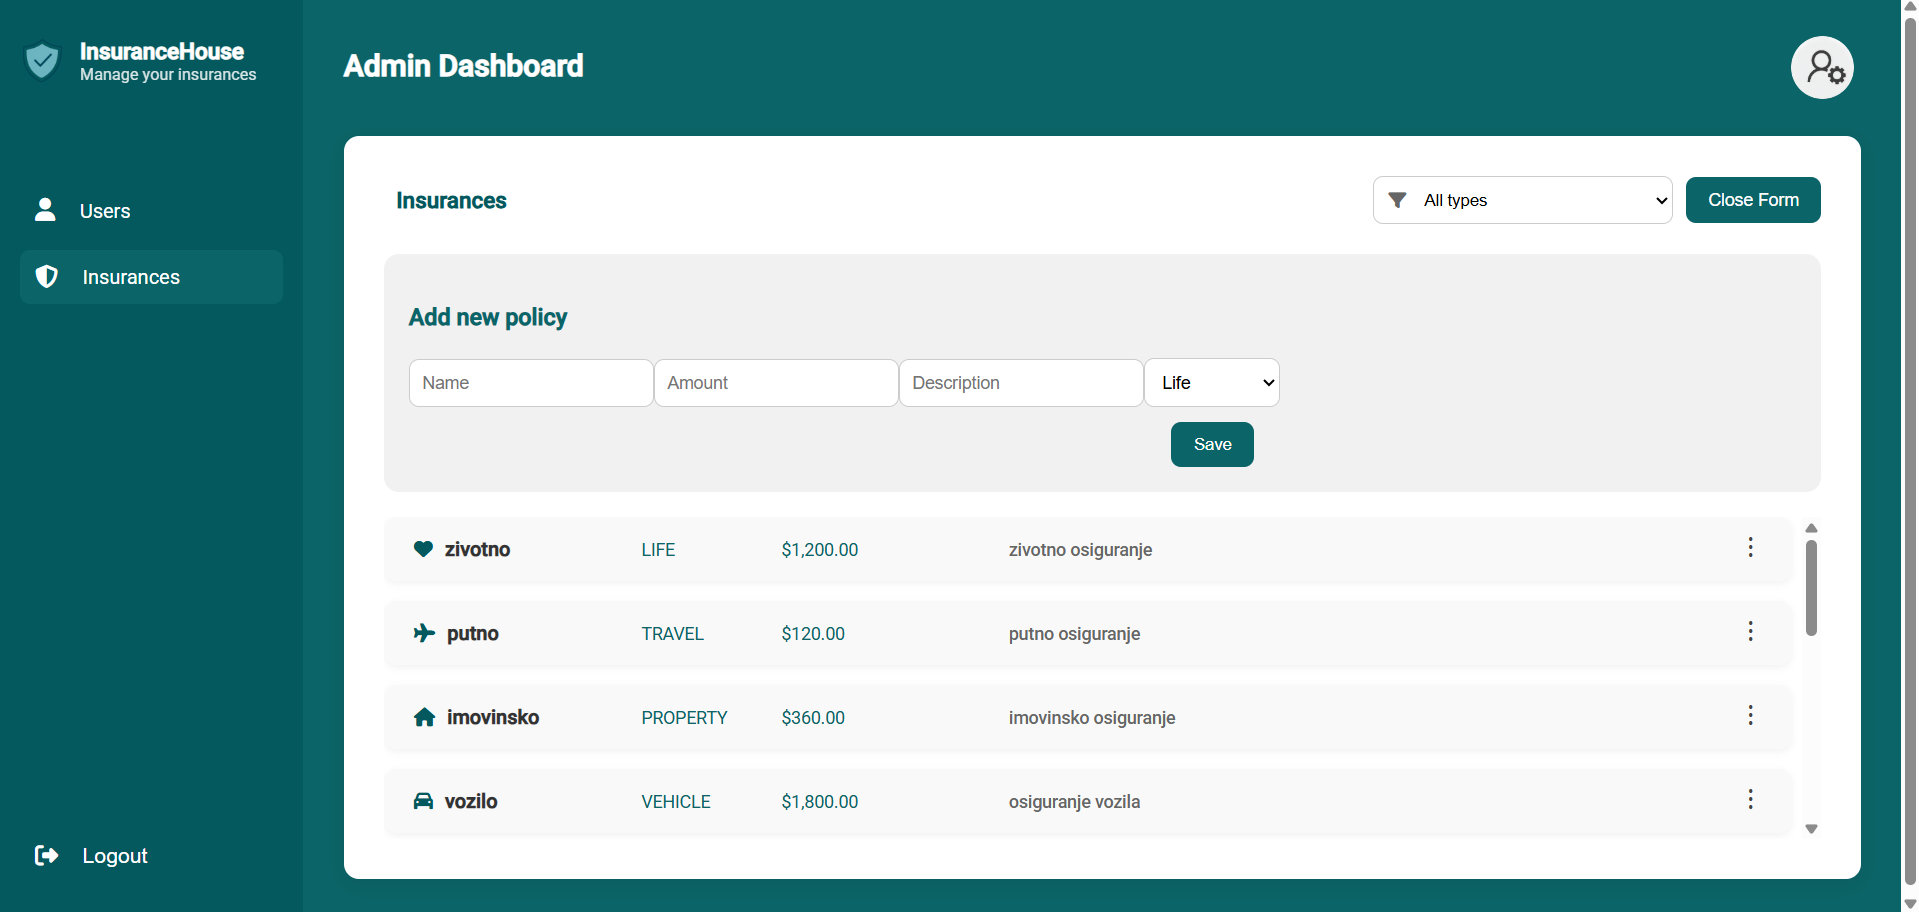 InsuranceHouse
Manage your insurances
Users
Insurances
Logout
Admin Dashboard
Insurances
All types
Close Form
Add new policy
Name Amount Description Life
Save
zivotno LIFE $1,200.00 zivotno osiguranje
putno TRAVEL $120.00 putno osiguranje
imovinsko PROPERTY $360.00 imovinsko osiguranje
vozilo VEHICLE $1,800.00 osiguranje vozila